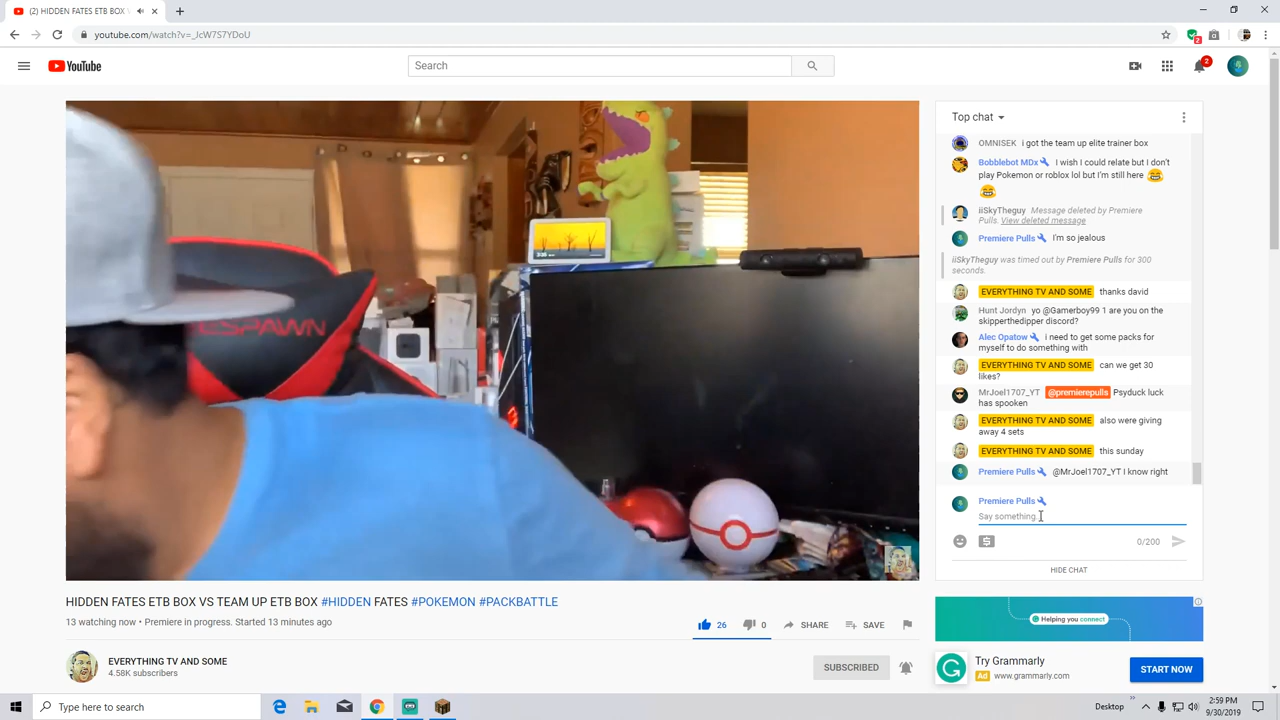 (2) HIDDEN FATES ETB BOX V
youtube.com/watch?v=_JcW7S7YDoU
YouTube
Search
2
Top chat
OMNISEK i got the team up elite trainer box
Bobblebot MDx I wish I could relate but I don't
play Pokemon or roblox lol but I'm still here
iiSkyTheguy Message deleted by Premiere
Pulls. View deleted message
Premiere Pulls I'm so jealous
iiSkyTheguy was timed out by Premiere Pulls for 300
seconds.
EVERYTHING TV AND SOME thanks david
Hunt Jordyn yo @Gamerboy99 1 are you on the
skipperthedipper discord?
Alec Opatow i need to get some packs for
myself to do something with
EVERYTHING TV AND SOME can we get 30
likes?
MrJoel1707_YT @premierepulls Psyduck luck
has spooken
EVERYTHING TV AND SOME also were giving
away 4 sets
EVERYTHING TV AND SOME this sunday
Premiere Pulls @MrJoel1707_YT I know right
Premiere Pulls
Say something
0/200
HIDE CHAT
RESPAWN
3:05
HIDDEN FATES ETB BOX VS TEAM UP ETB BOX #HIDDEN FATES #POKEMON #PACKBATTLE
13 watching now • Premiere in progress. Started 13 minutes ago
26
0
SHARE
SAVE
EVERYTHING TV AND SOME
4.58K subscribers
SUBSCRIBED
Helping you connect
Try Grammarly
Ad www.grammarly.com
START NOW
Type here to search
Desktop
2:59 PM
9/30/2019